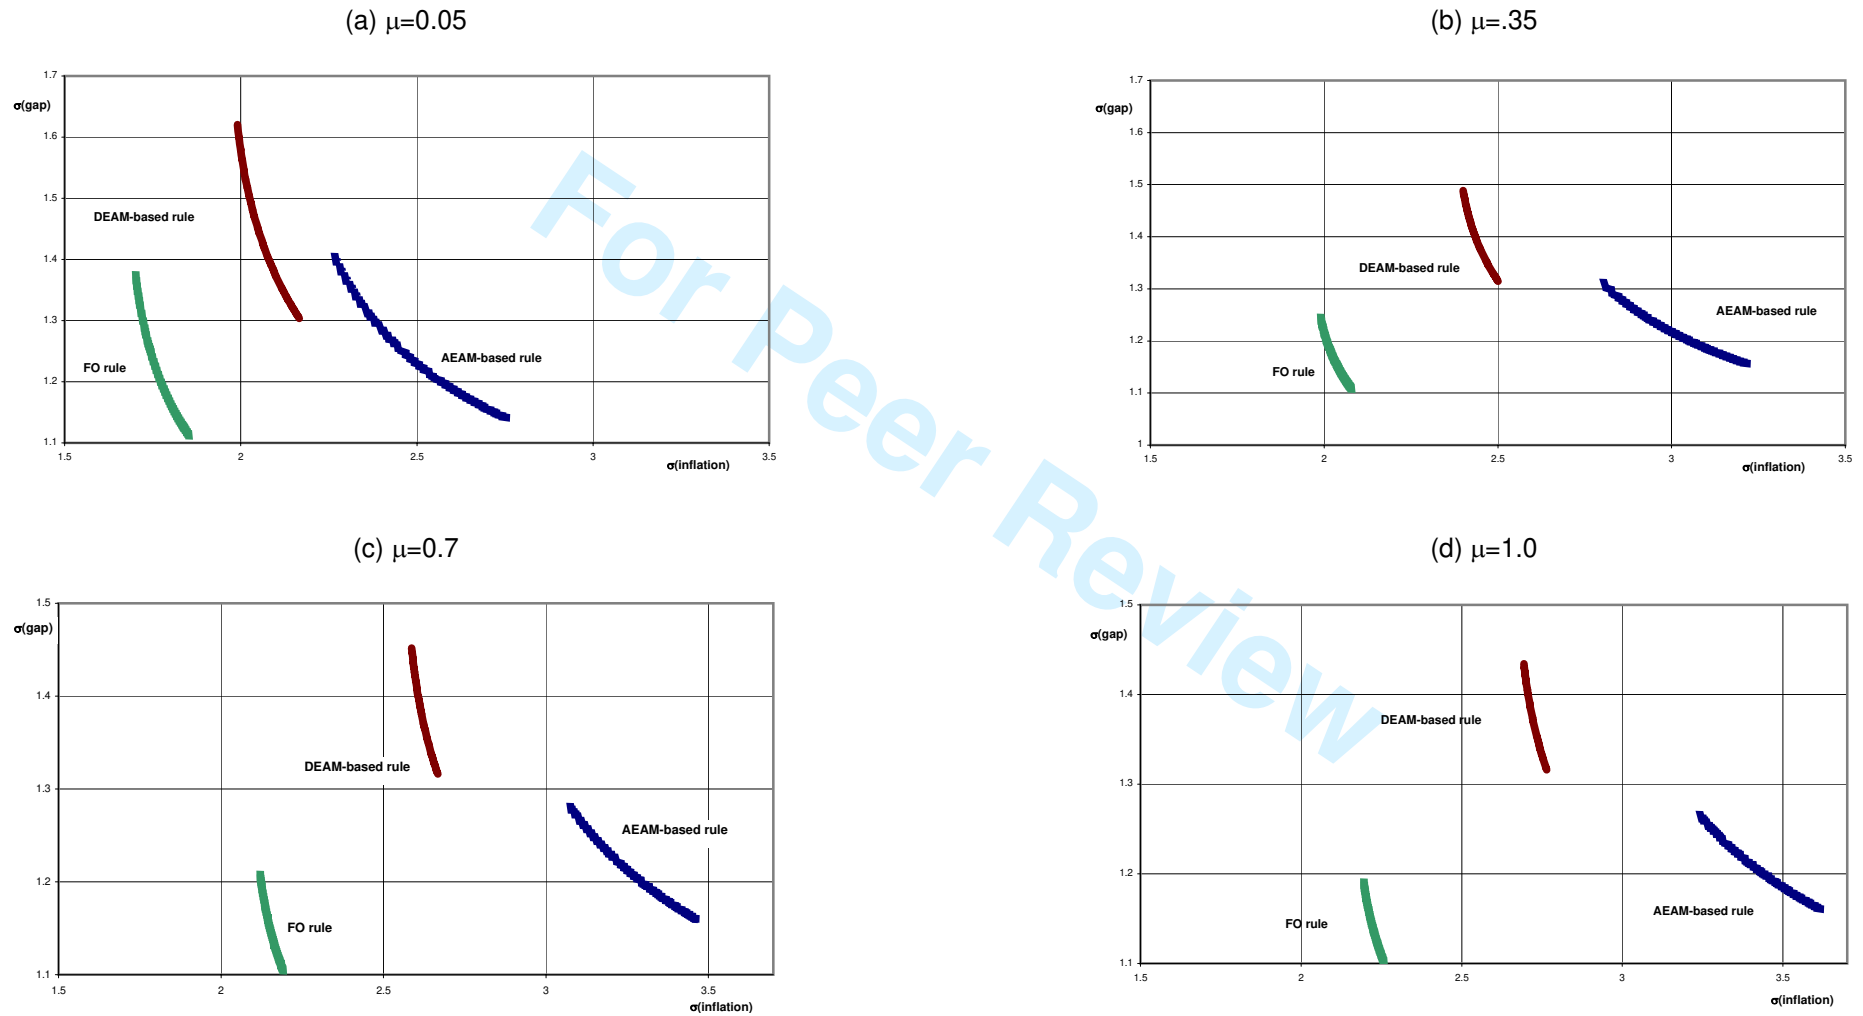 (a) μ=0.05
1.7
σ(gap)
1.6
1.5
DEAM-based rule
1.4
1.3
AEAM-based rule
FO rule
1.2
1.1
1.5 2 2.5 3 3.5
σ(inflation)
(b) μ=.35
1.7
σ(gap)
1.6
1.5
1.4
DEAM-based rule
1.3
AEAM-based rule
1.2
FO rule
1.1
1
1.5 2 2.5 3 3.5
σ(inflation)
(c) μ=0.7
1.5
σ(gap)
1.4
DEAM-based rule
1.3
AEAM-based rule
1.2
FO rule
1.1
1.5 2 2.5 3 3.5
σ(inflation)
(d) μ=1.0
1.5
σ(gap)
1.4
DEAM-based rule
1.3
1.2
AEAM-based rule
FO rule
1.1
1.5 2 2.5 3 3.5
σ(inflation)
For Peer Review